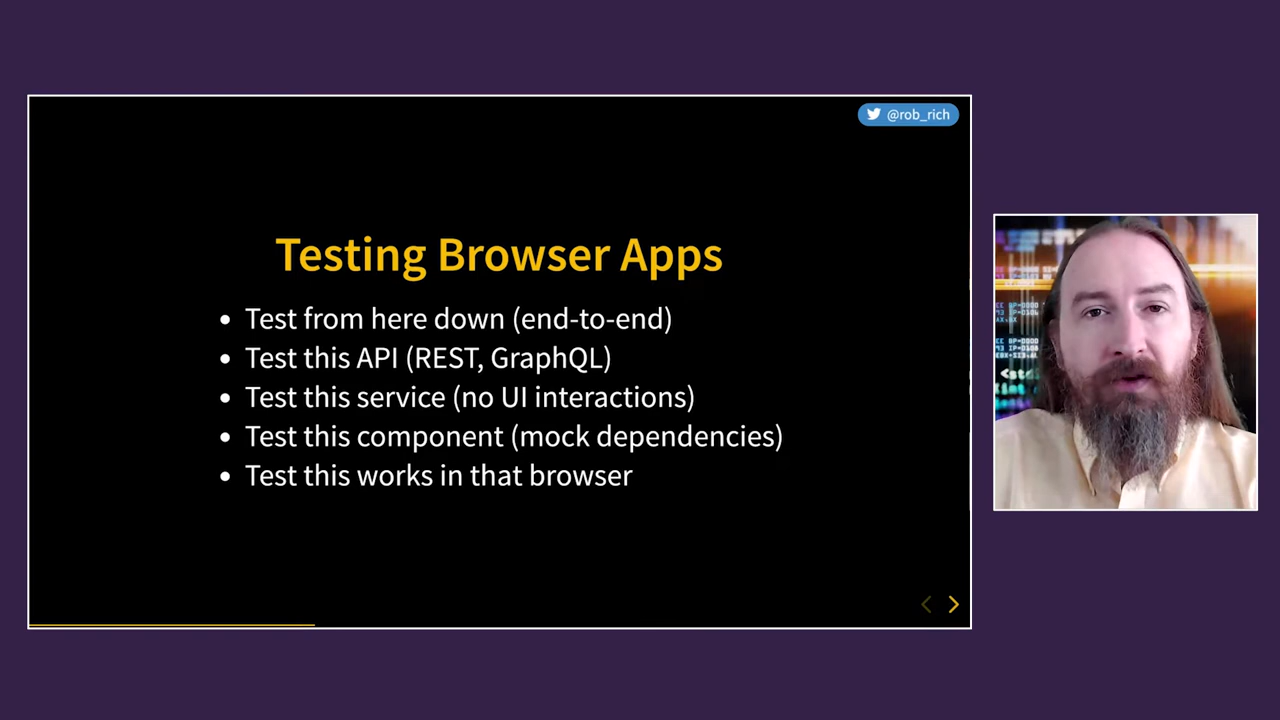 @rob_rich
Testing Browser Apps
• Test from here down (end-to-end)
• Test this API (REST, GraphQL)
• Test this service (no UI interactions)
• Test this component (mock dependencies)
• Test this works in that browser